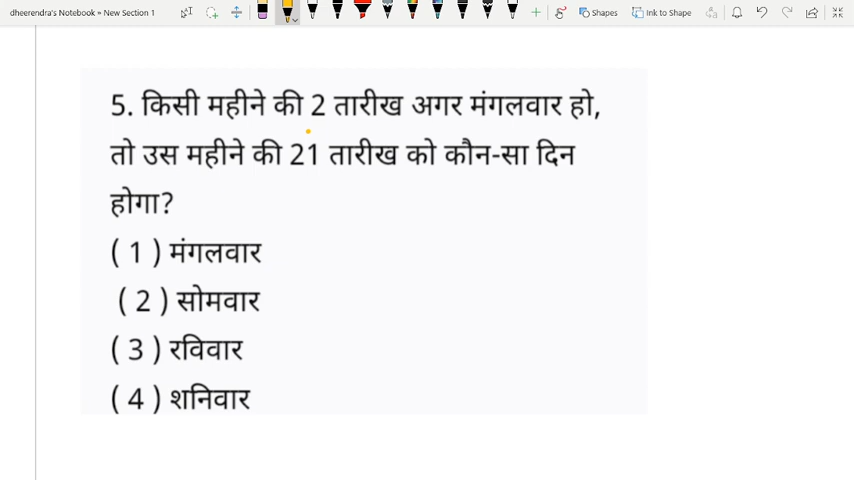 dheerendra's Notebook » New Section 1
Shapes
Ink to Shape
5. किसी महीने की 2 तारीख अगर मंगलवार हो,
तो उस महीने की 21 तारीख को कौन-सा दिन
होगा?
( 1 ) मंगलवार
( 2 ) सोमवार
( 3 ) रविवार
( 4 ) शनिवार